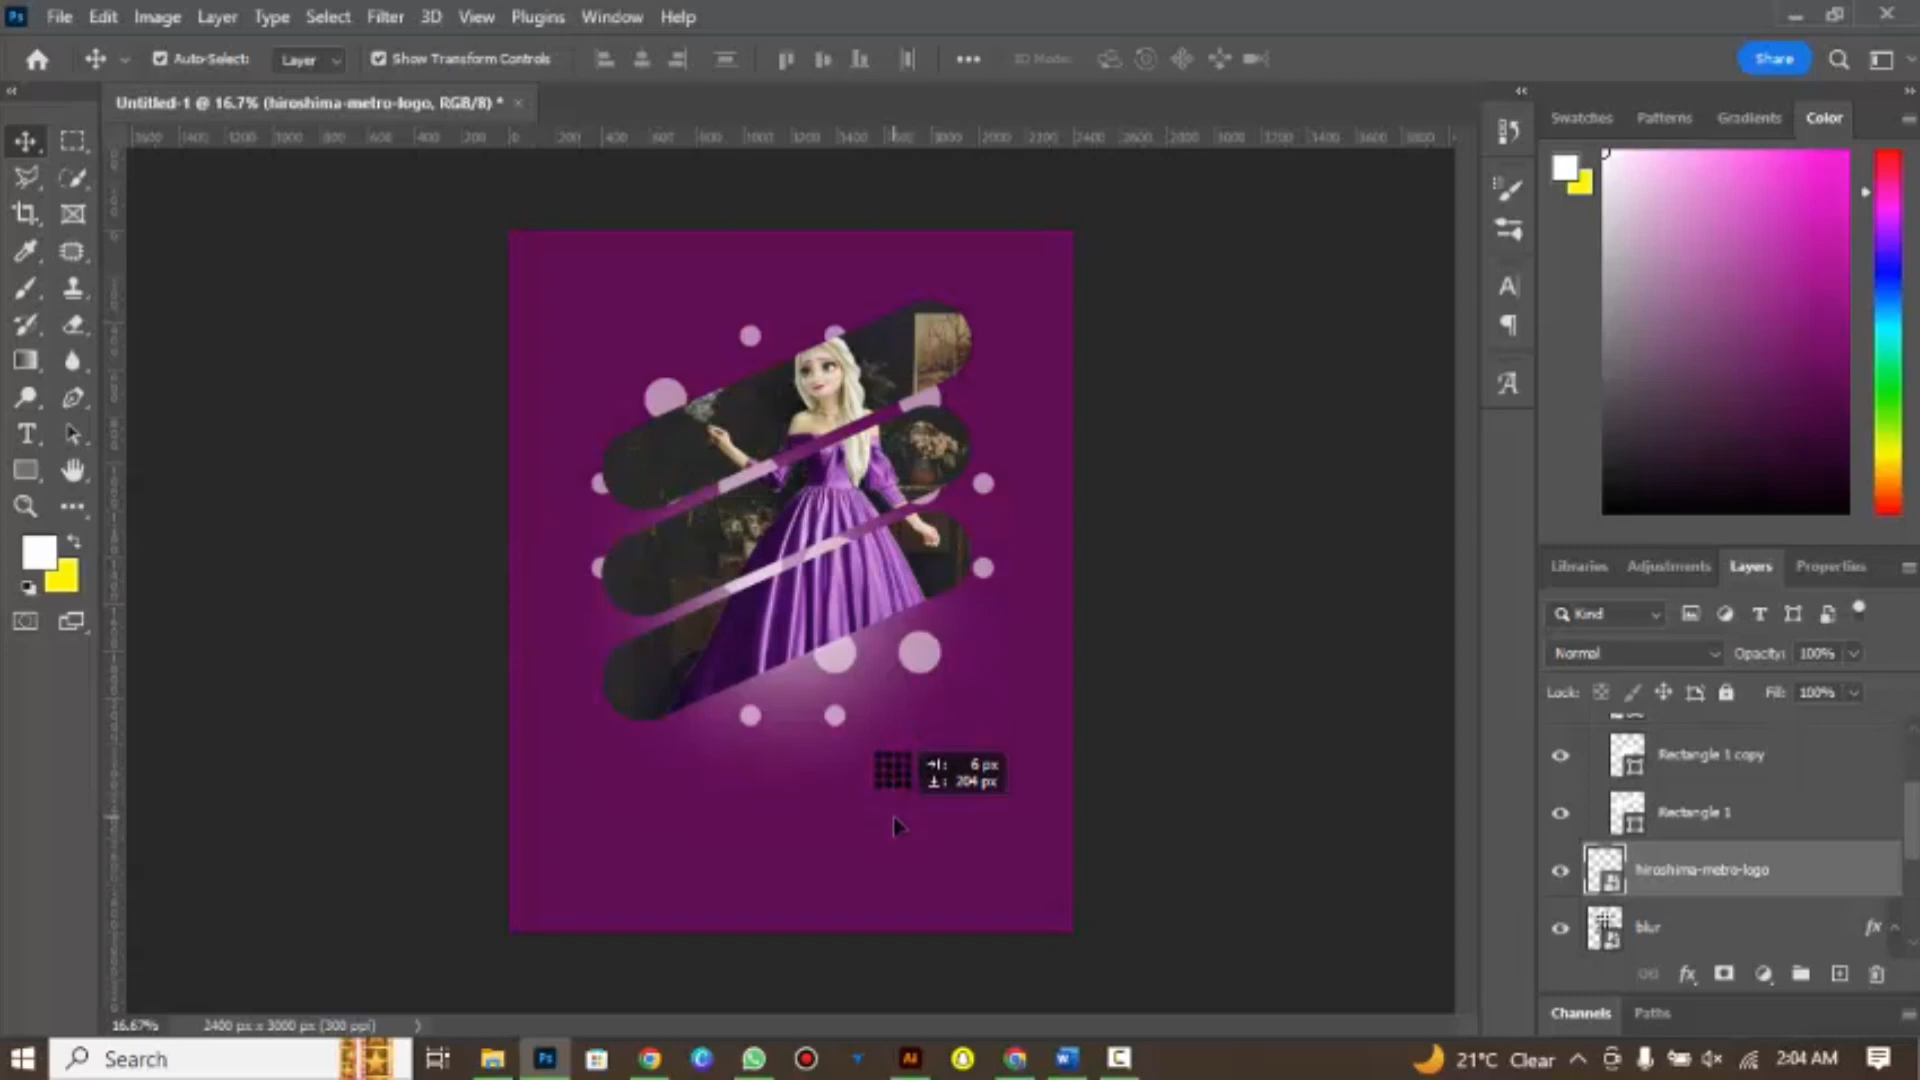 File Edit Image Layer Type Select Filter 3D View Plugins Window Help
Auto-Select: Layer Show Transform Controls 3D Mode: Share
Untitled-1 @ 16.7% (hiroshima-metro-logo, RGB/8) * ×
Swatches Patterns Gradients Color
6 px
204 px
Libraries Adjustments Layers Properties
Kind
Normal Opacity: 100%
Lock: Fill: 100%
Rectangle 1 copy
Rectangle 1
hiroshima-metro-logo
blur fx
Channels Paths
16.67% 2400 px x 3000 px (300 ppi)
Search 21°C Clear 2:04 AM